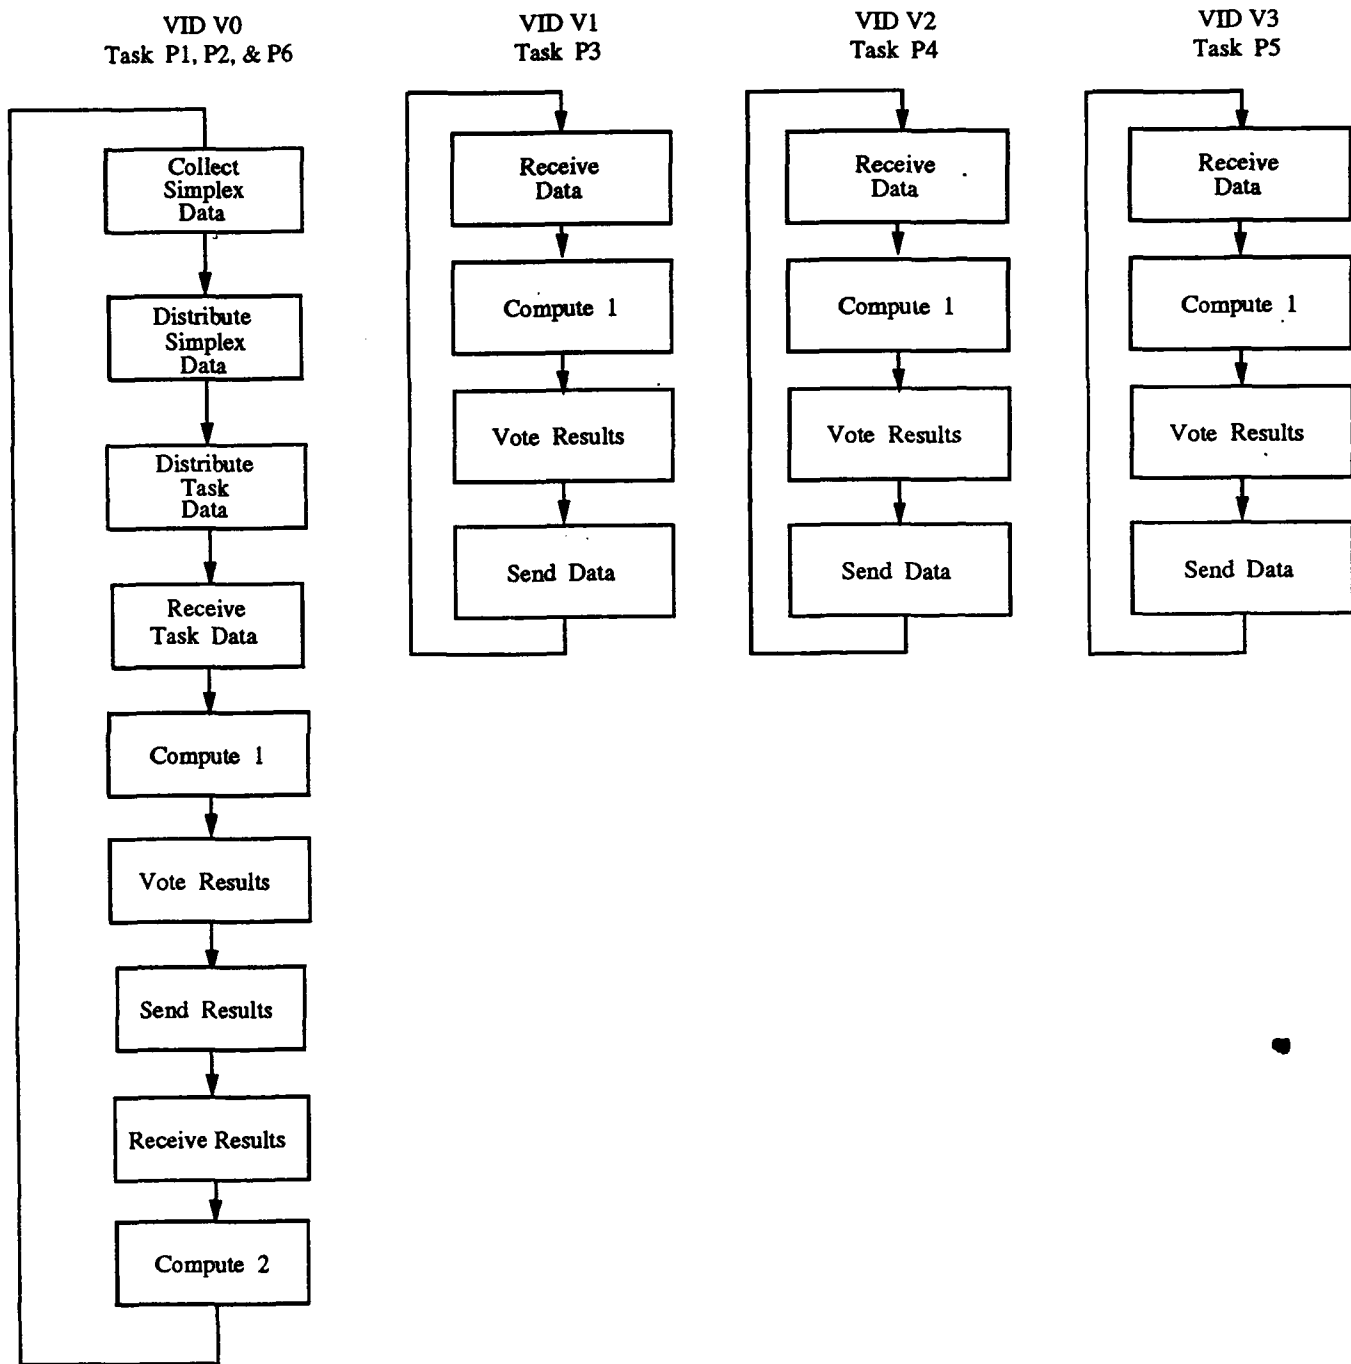 VID V0
Task P1, P2, & P6
Collect
Simplex
Data
Distribute
Simplex
Data
Distribute
Task
Data
Receive
Task Data
Compute 1
Vote Results
Send Results
Receive Results
Compute 2
VID V1
Task P3
Receive
Data
Compute 1
Vote Results
Send Data
VID V2
Task P4
Receive
Data
Compute 1
Vote Results
Send Data
VID V3
Task P5
Receive
Data
Compute 1
Vote Results
Send Data